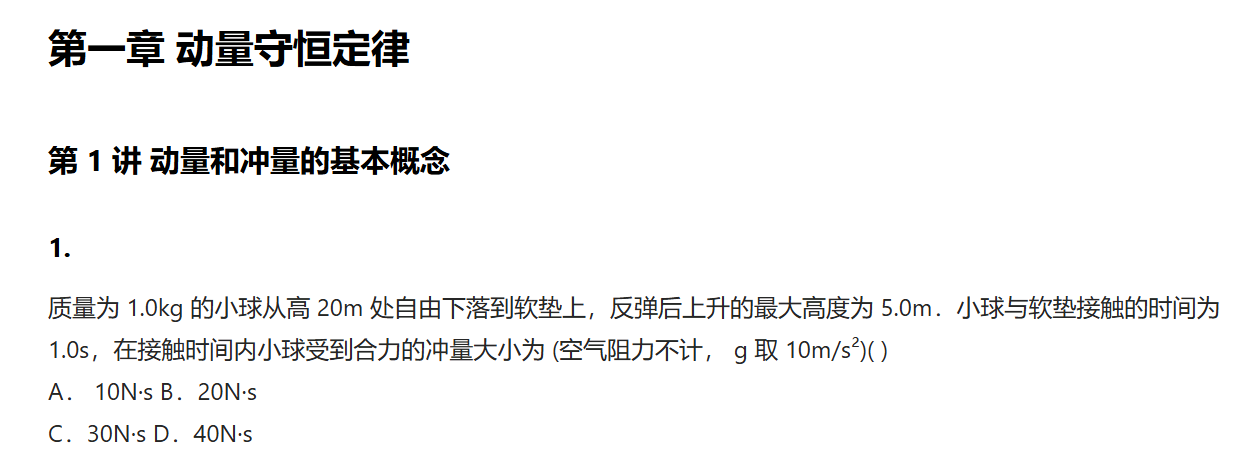 第一章 动量守恒定律
第 1 讲 动量和冲量的基本概念
1.
质量为 1.0kg 的小球从高 20m 处自由下落到软垫上，反弹后上升的最大高度为 5.0m．小球与软垫接触的时间为
1.0s，在接触时间内小球受到合力的冲量大小为 (空气阻力不计， g 取 10m/s²)( )
A． 10N·s B．20N·s
C．30N·s D．40N·s